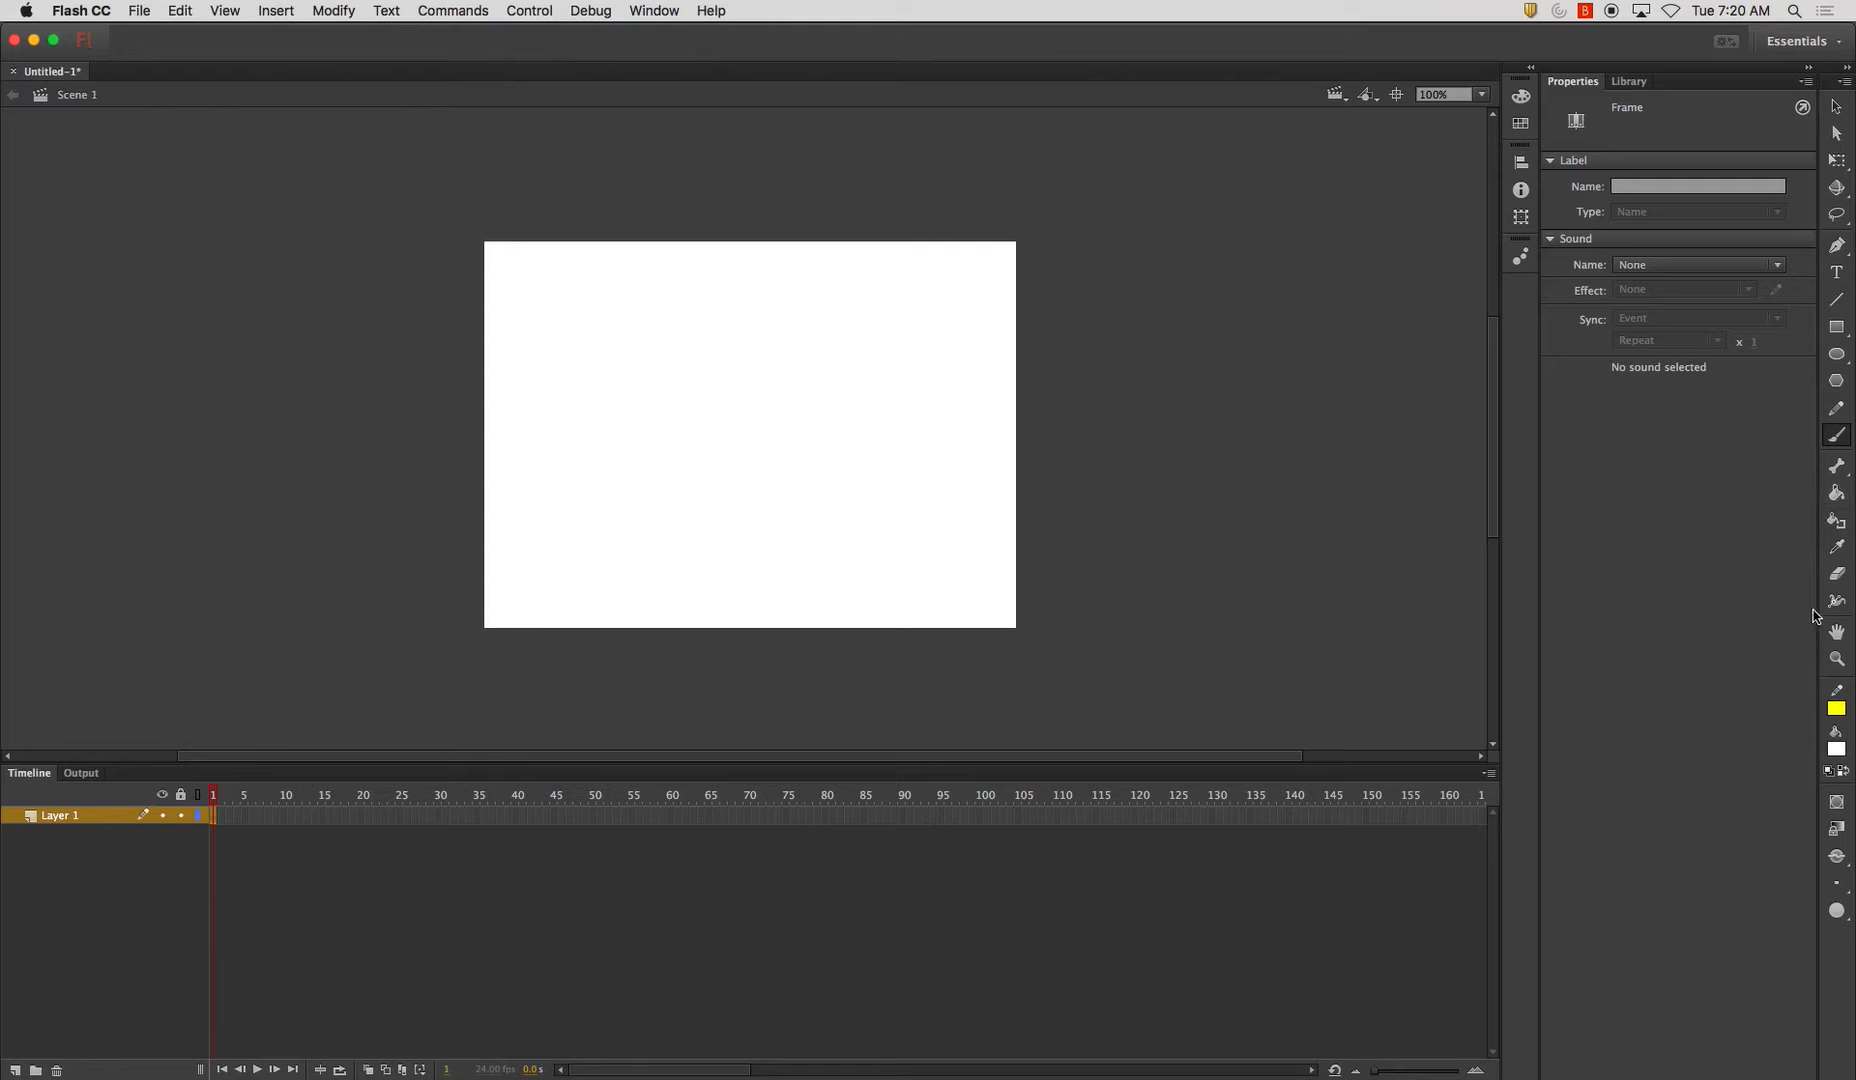 Flash CC File Edit View Insert Modify Text Commands Control Debug Window Help B Tue 7:20 AM
Fl Essentials
Untitled-1*
Scene 1 100%
Properties Library
Frame
Label
Name:
Type: Name
Sound
Name: None
Effect: None
Sync: Event
Repeat x 1
No sound selected
T
Timeline Output
1 5 10 15 20 25 30 35 40 45 50 55 60 65 70 75 80 85 90 95 100 105 110 115 120 125 130 135 140 145 150 155 160 1
Layer 1
1 24.00 fps 0.0 s